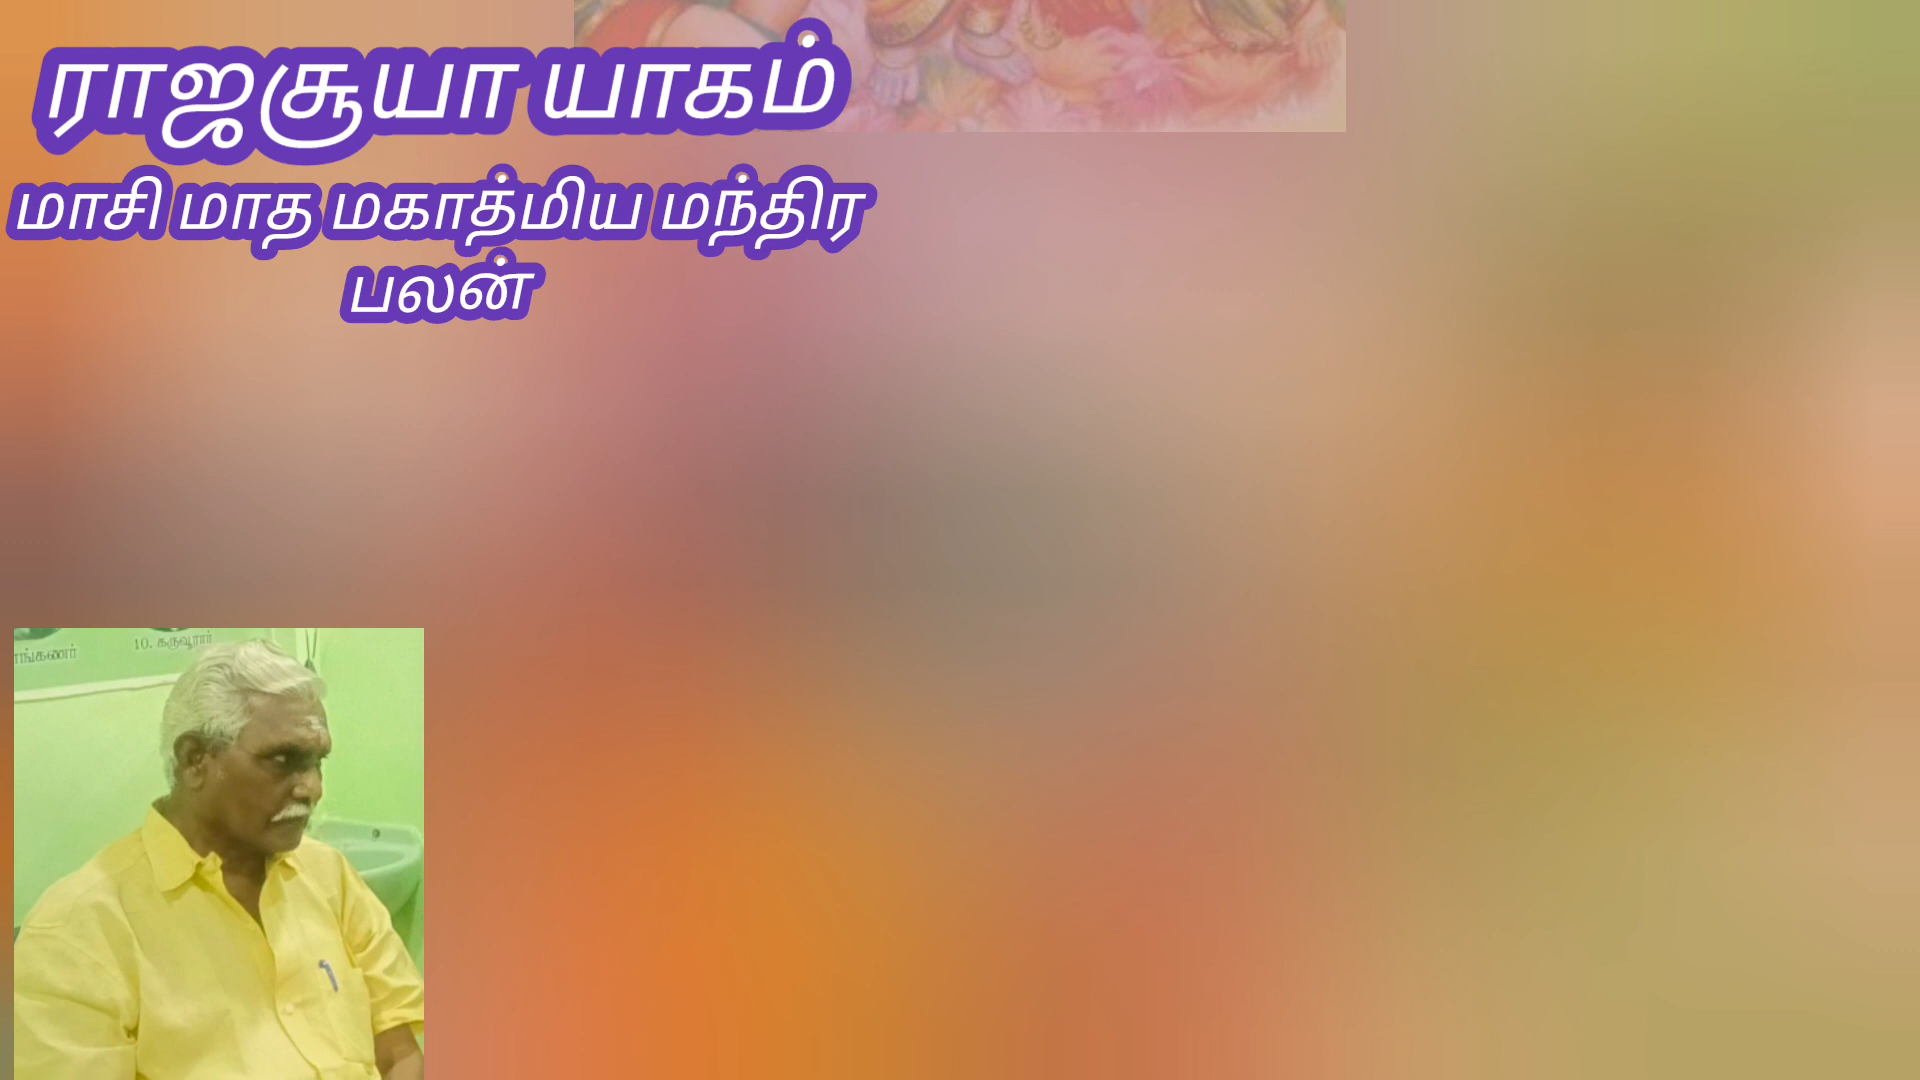 ராஜசூயா யாகம்
மாசி மாத மகாத்மிய மந்திர
பலன்
10. கருவூரார்